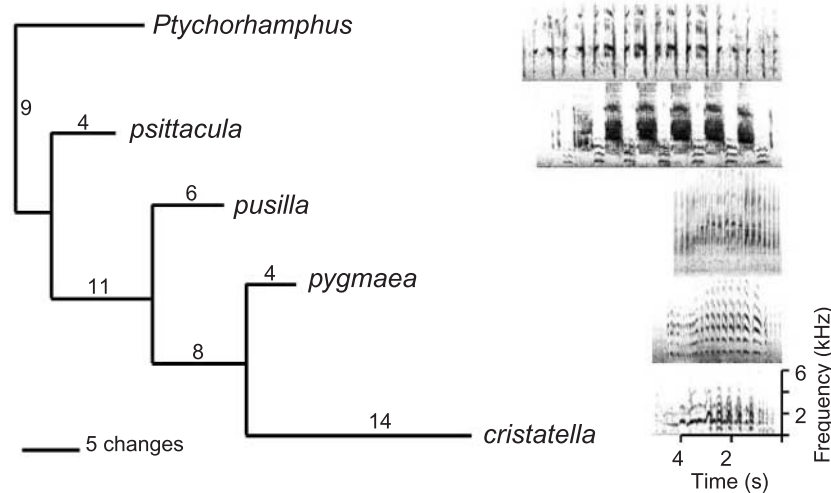 Ptychorhamphus
9
4
psittacula
6
pusilla
4
pygmaea
11
8
14
cristatella
5 changes
6
2
Frequency (kHz)
4 2
Time (s)